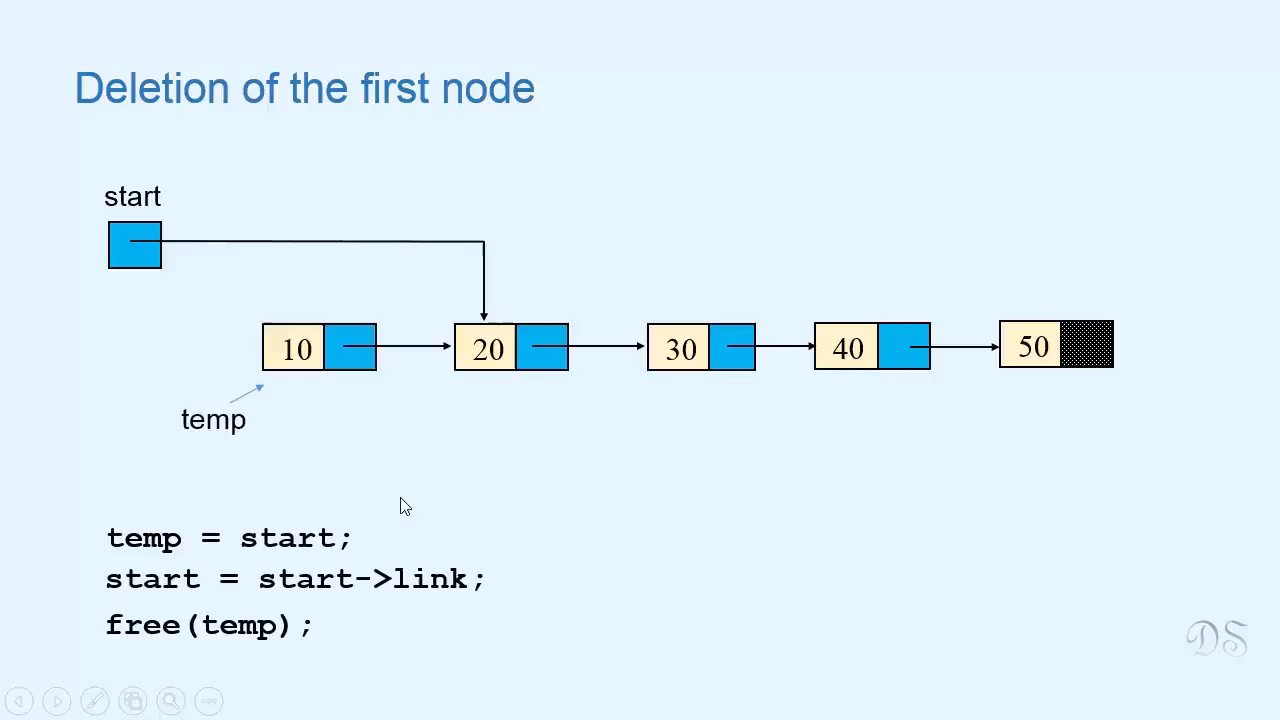 Deletion of the first node
start
10 20 30 40 50
temp
temp = start;
start = start->link;
free(temp);
DS